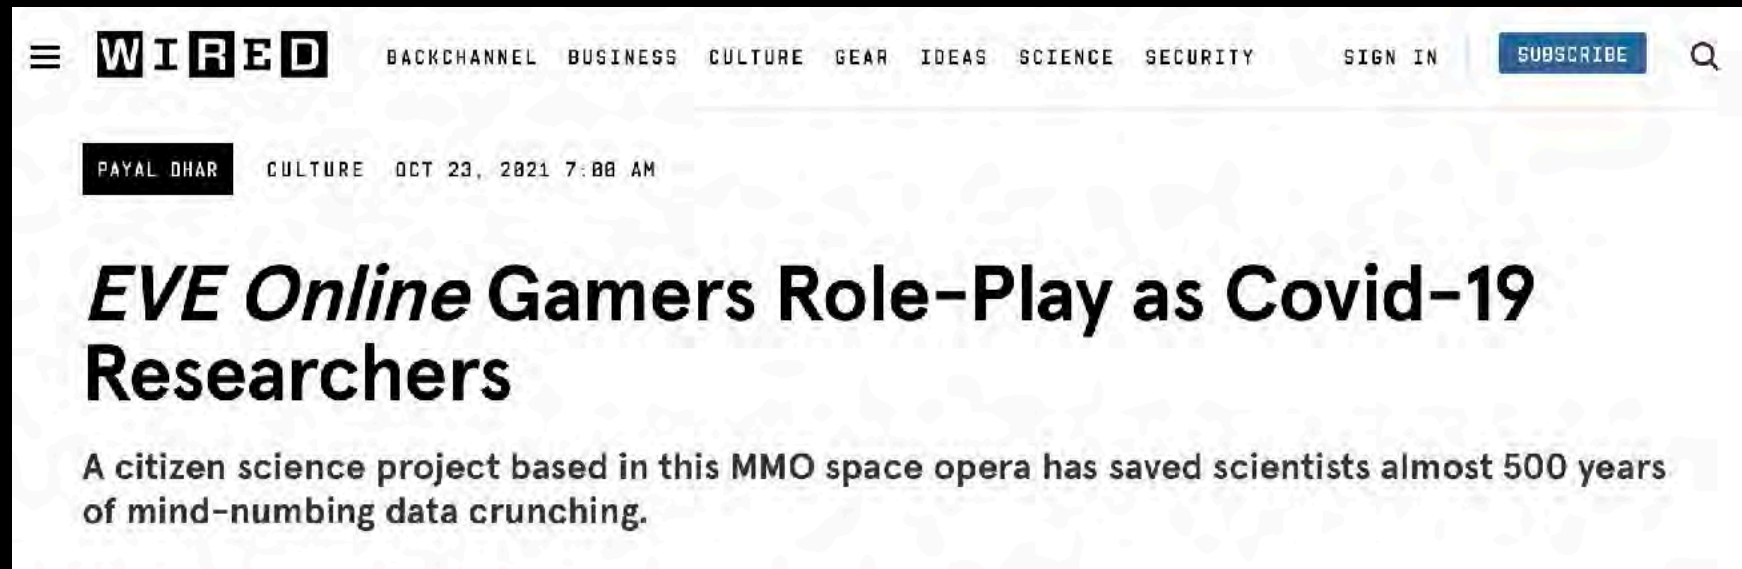 WIRED BACKCHANNEL BUSINESS CULTURE GEAR IDEAS SCIENCE SECURITY SIGN IN SUBSCRIBE
PAYAL DHAR CULTURE OCT 23, 2021 7:00 AM
EVE Online Gamers Role-Play as Covid-19
Researchers
A citizen science project based in this MMO space opera has saved scientists almost 500 years
of mind-numbing data crunching.